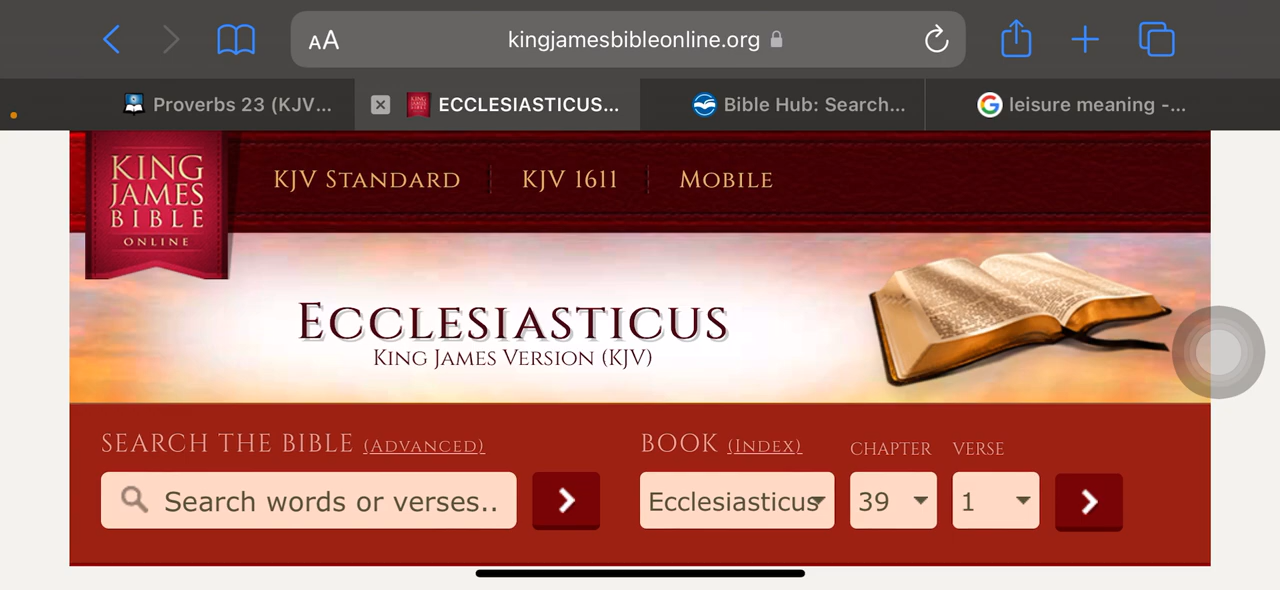 AA kingjamesbibleonline.org
Proverbs 23 (KJV... ECCLESIASTICUS... Bible Hub: Search... leisure meaning -...
KING
JAMES
BIBLE
ONLINE
KJV STANDARD KJV 1611 MOBILE
ECCLESIASTICUS
KING JAMES VERSION (KJV)
SEARCH THE BIBLE (ADVANCED) BOOK (INDEX) CHAPTER VERSE
Search words or verses.. Ecclesiasticus 39 1